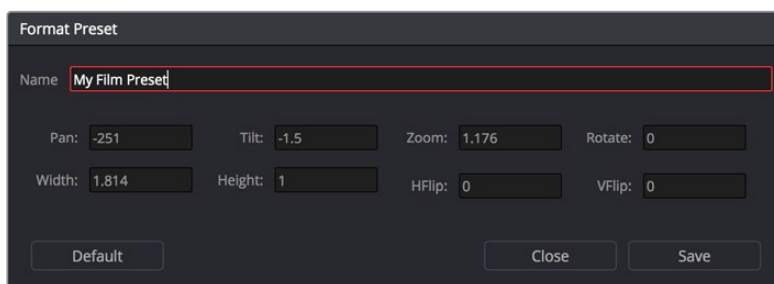 Format Preset
Name My Film Preset
Pan: -251 Tilt: -1.5 Zoom: 1.176 Rotate: 0
Width: 1.814 Height: 1 HFlip: 0 VFlip: 0
Default Close Save